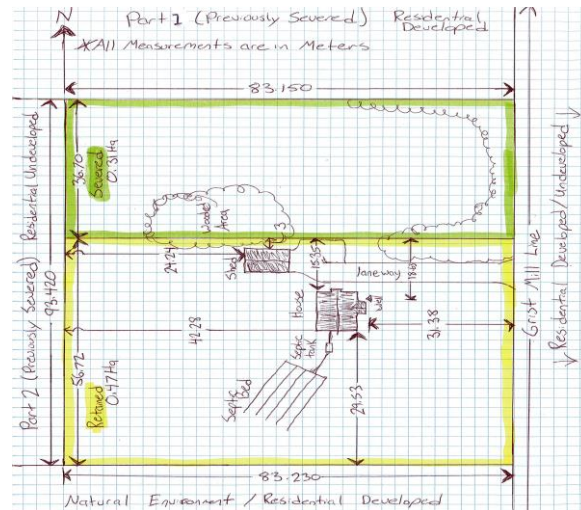 N
Part 1 (Previously Severed) Residential Developed
*All Measurements are in Meters
83.150
Part 2 (Previously Severed) Residential Undeveloped
93.420
36.70
Severed
0.31Ha
Wooded Area
3
24.24
Shed
15.35
laneway
18.6
House
Well
42.28
31.38
Septic tank
Septic bed
29.53
56.72
Retained
0.47Ha
83.230
Grist Mill Line
Residential Developed/Undeveloped
Natural Environment / Residential Developed